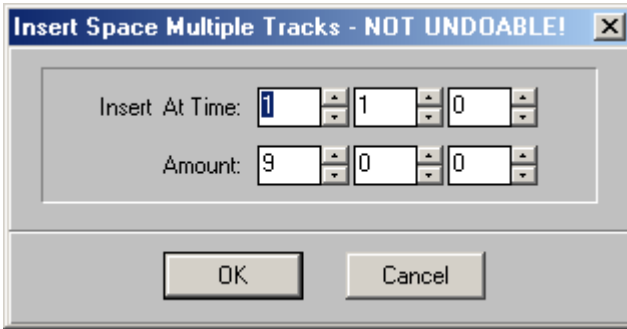 Insert Space Multiple Tracks - NOT UNDOABLE!
Insert At Time: 1 1 0
Amount: 9 0 0
OK Cancel